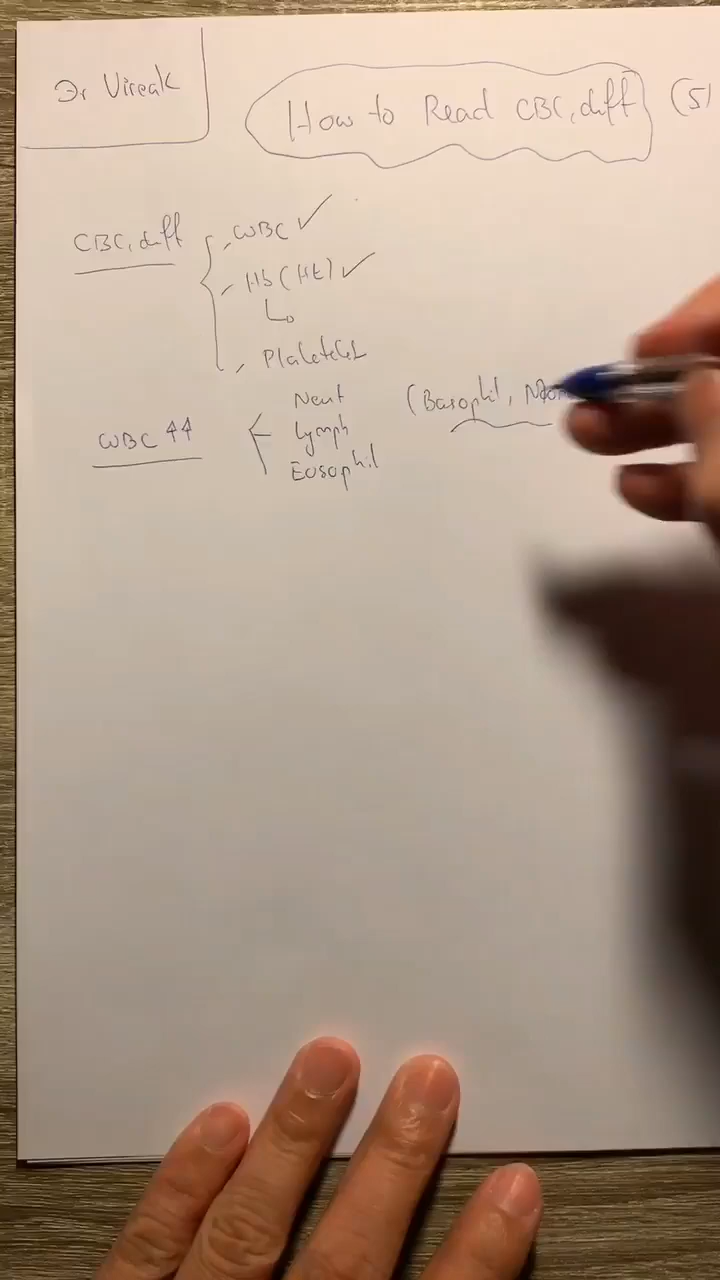 Dr Vireak
How to Read CBC, diff (5)
CBC, diff
- WBC ✓
- Hb (Ht) ✓
- Platelet
WBC ↑↑
Neut
Lymph
Eosophil
(Basophil,